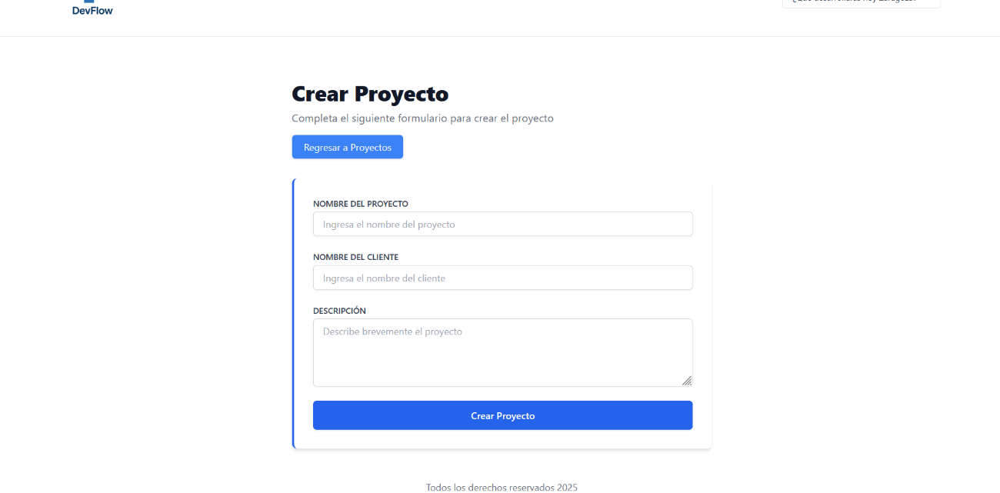 DevFlow
Crear Proyecto
Completa el siguiente formulario para crear el proyecto
Regresar a Proyectos
NOMBRE DEL PROYECTO
Ingresa el nombre del proyecto
NOMBRE DEL CLIENTE
Ingresa el nombre del cliente
DESCRIPCIÓN
Describe brevemente el proyecto
Crear Proyecto
Todos los derechos reservados 2025